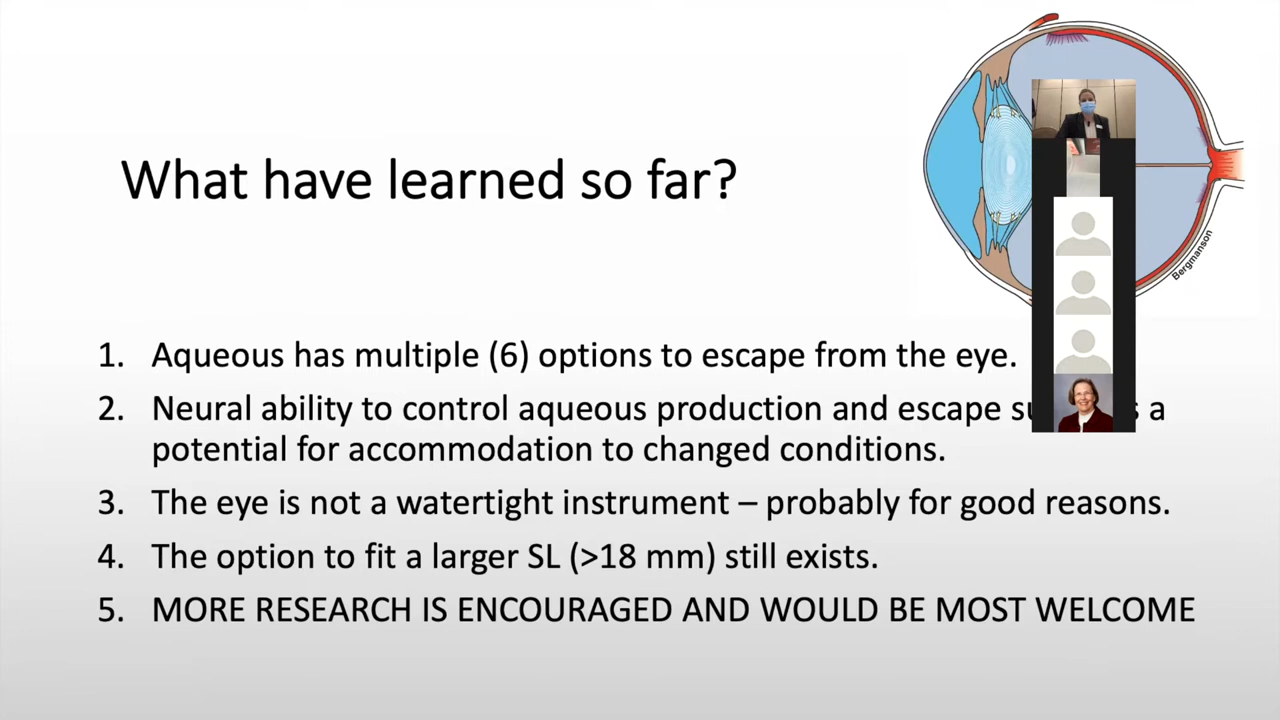 What have learned so far?
Bergmanson
1. Aqueous has multiple (6) options to escape from the eye.
2. Neural ability to control aqueous production and escape a
potential for accommodation to changed conditions.
3. The eye is not a watertight instrument – probably for good reasons.
4. The option to fit a larger SL (>18 mm) still exists.
5. MORE RESEARCH IS ENCOURAGED AND WOULD BE MOST WELCOME